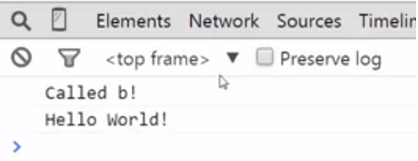 Elements Network Sources Timelin
<top frame> ▼ Preserve log
Called b!
Hello World!